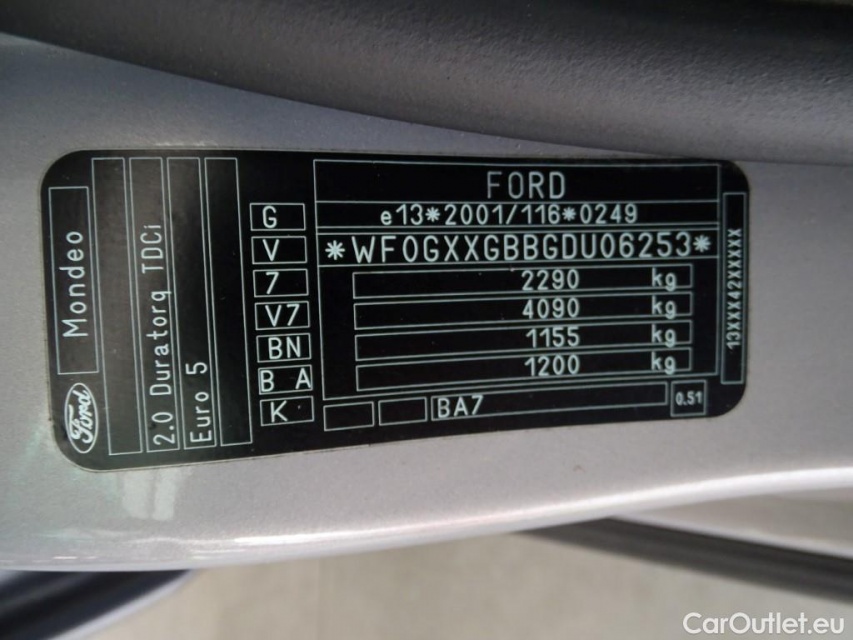 FORD
e13*2001/116*0249
*WF0GXXGBBGDU06253*
2290 kg
4090 kg
1155 kg
1200 kg
BA7
0.51
13XXX42XXXXX
G
V
7
V7
BN
B A
K
Mondeo
2.0 Duratorq TDCi
Euro 5
Ford
CarOutlet.eu